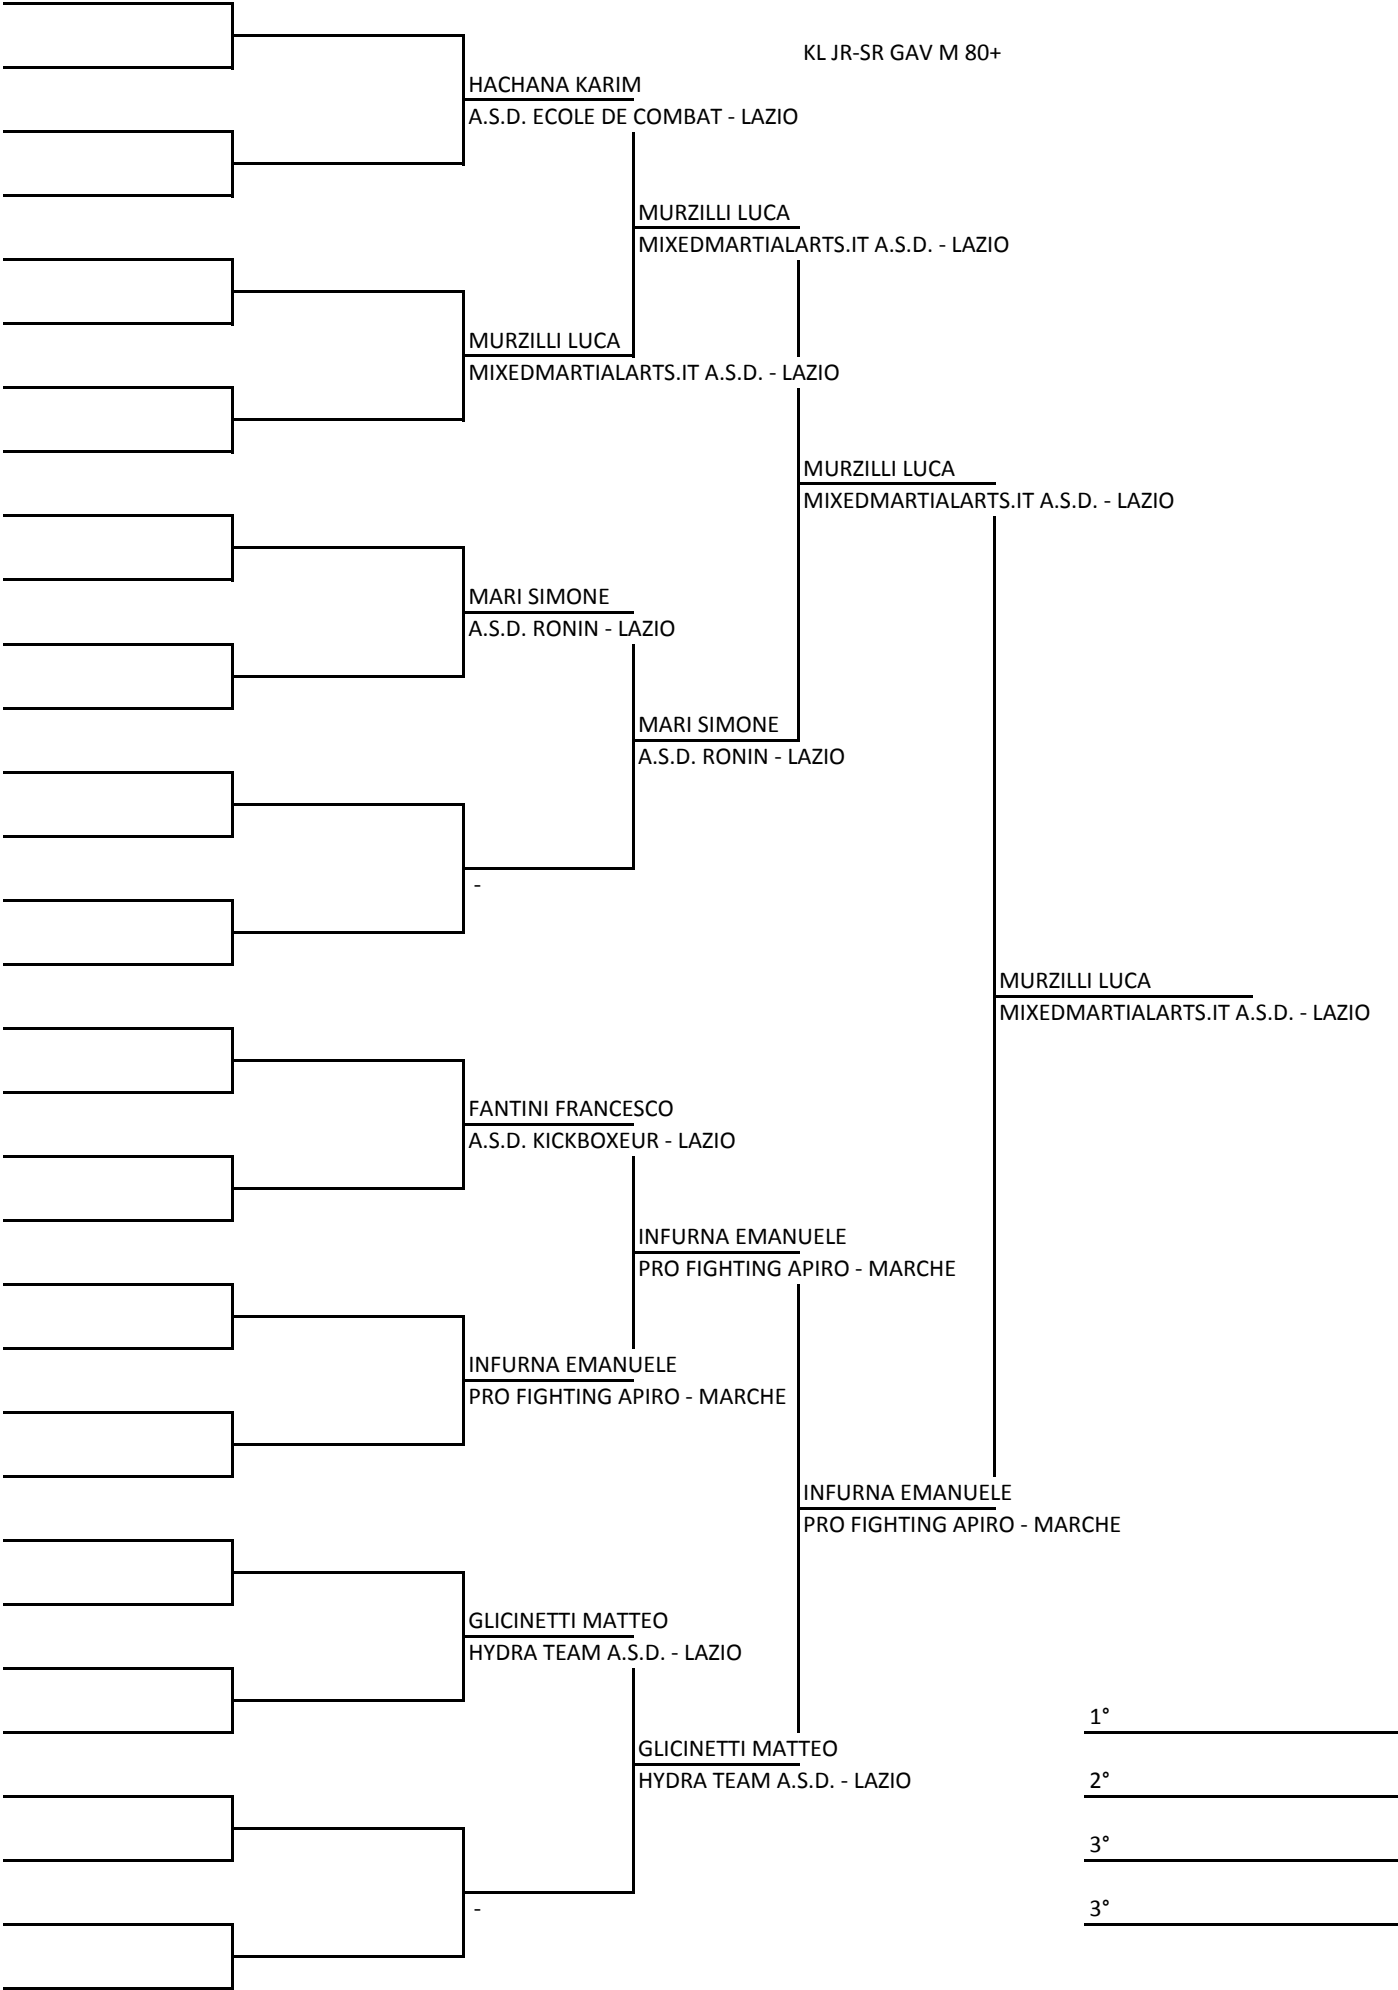 KL JR-SR GAV M 80+
HACHANA KARIM
A.S.D. ECOLE DE COMBAT - LAZIO
MURZILLI LUCA
MIXEDMARTIALARTS.IT A.S.D. - LAZIO
MURZILLI LUCA
MIXEDMARTIALARTS.IT A.S.D. - LAZIO
MURZILLI LUCA
MIXEDMARTIALARTS.IT A.S.D. - LAZIO
MARI SIMONE
A.S.D. RONIN - LAZIO
MARI SIMONE
A.S.D. RONIN - LAZIO
-
MURZILLI LUCA
MIXEDMARTIALARTS.IT A.S.D. - LAZIO
FANTINI FRANCESCO
A.S.D. KICKBOXEUR - LAZIO
INFURNA EMANUELE
PRO FIGHTING APIRO - MARCHE
INFURNA EMANUELE
PRO FIGHTING APIRO - MARCHE
INFURNA EMANUELE
PRO FIGHTING APIRO - MARCHE
GLICINETTI MATTEO
HYDRA TEAM A.S.D. - LAZIO
1°
GLICINETTI MATTEO
HYDRA TEAM A.S.D. - LAZIO
2°
3°
-
3°